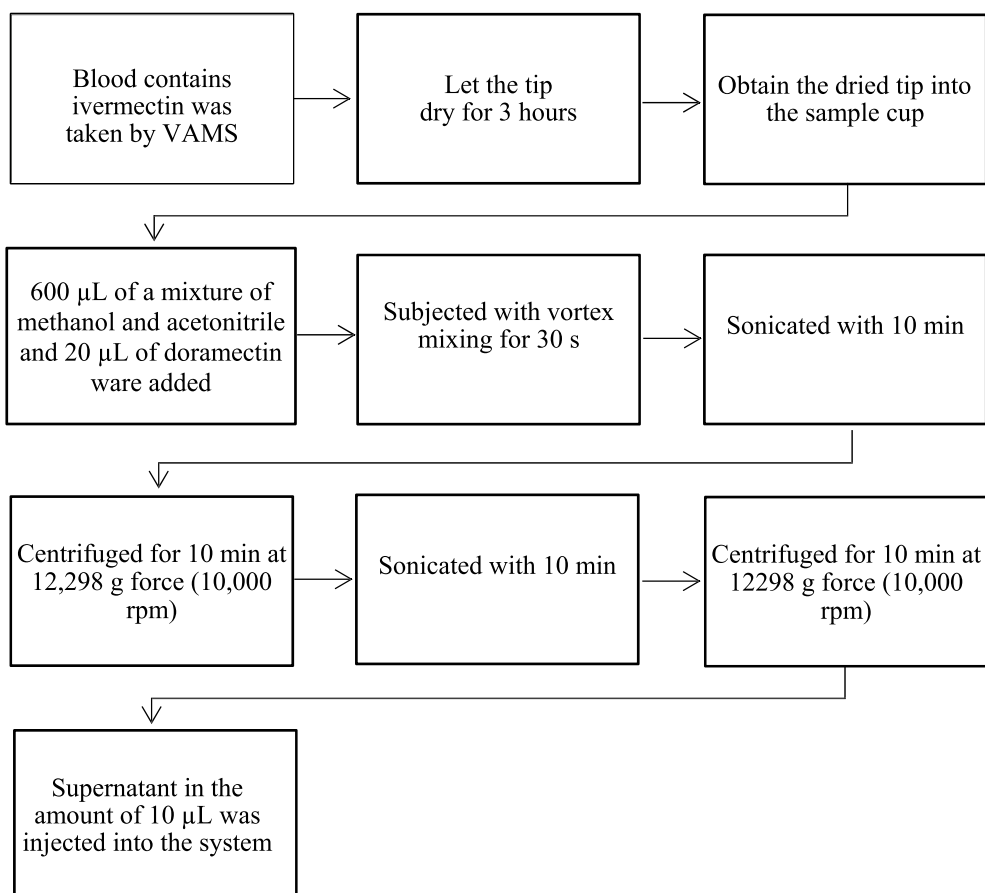 Blood contains
ivermectin was
taken by VAMS
Let the tip
dry for 3 hours
Obtain the dried tip into
the sample cup
600 µL of a mixture of
methanol and acetonitrile
and 20 µL of doramectin
ware added
Subjected with vortex
mixing for 30 s
Sonicated with 10 min
Centrifuged for 10 min at
12,298 g force (10,000
rpm)
Sonicated with 10 min
Centrifuged for 10 min at
12298 g force (10,000
rpm)
Supernatant in the
amount of 10 µL was
injected into the system